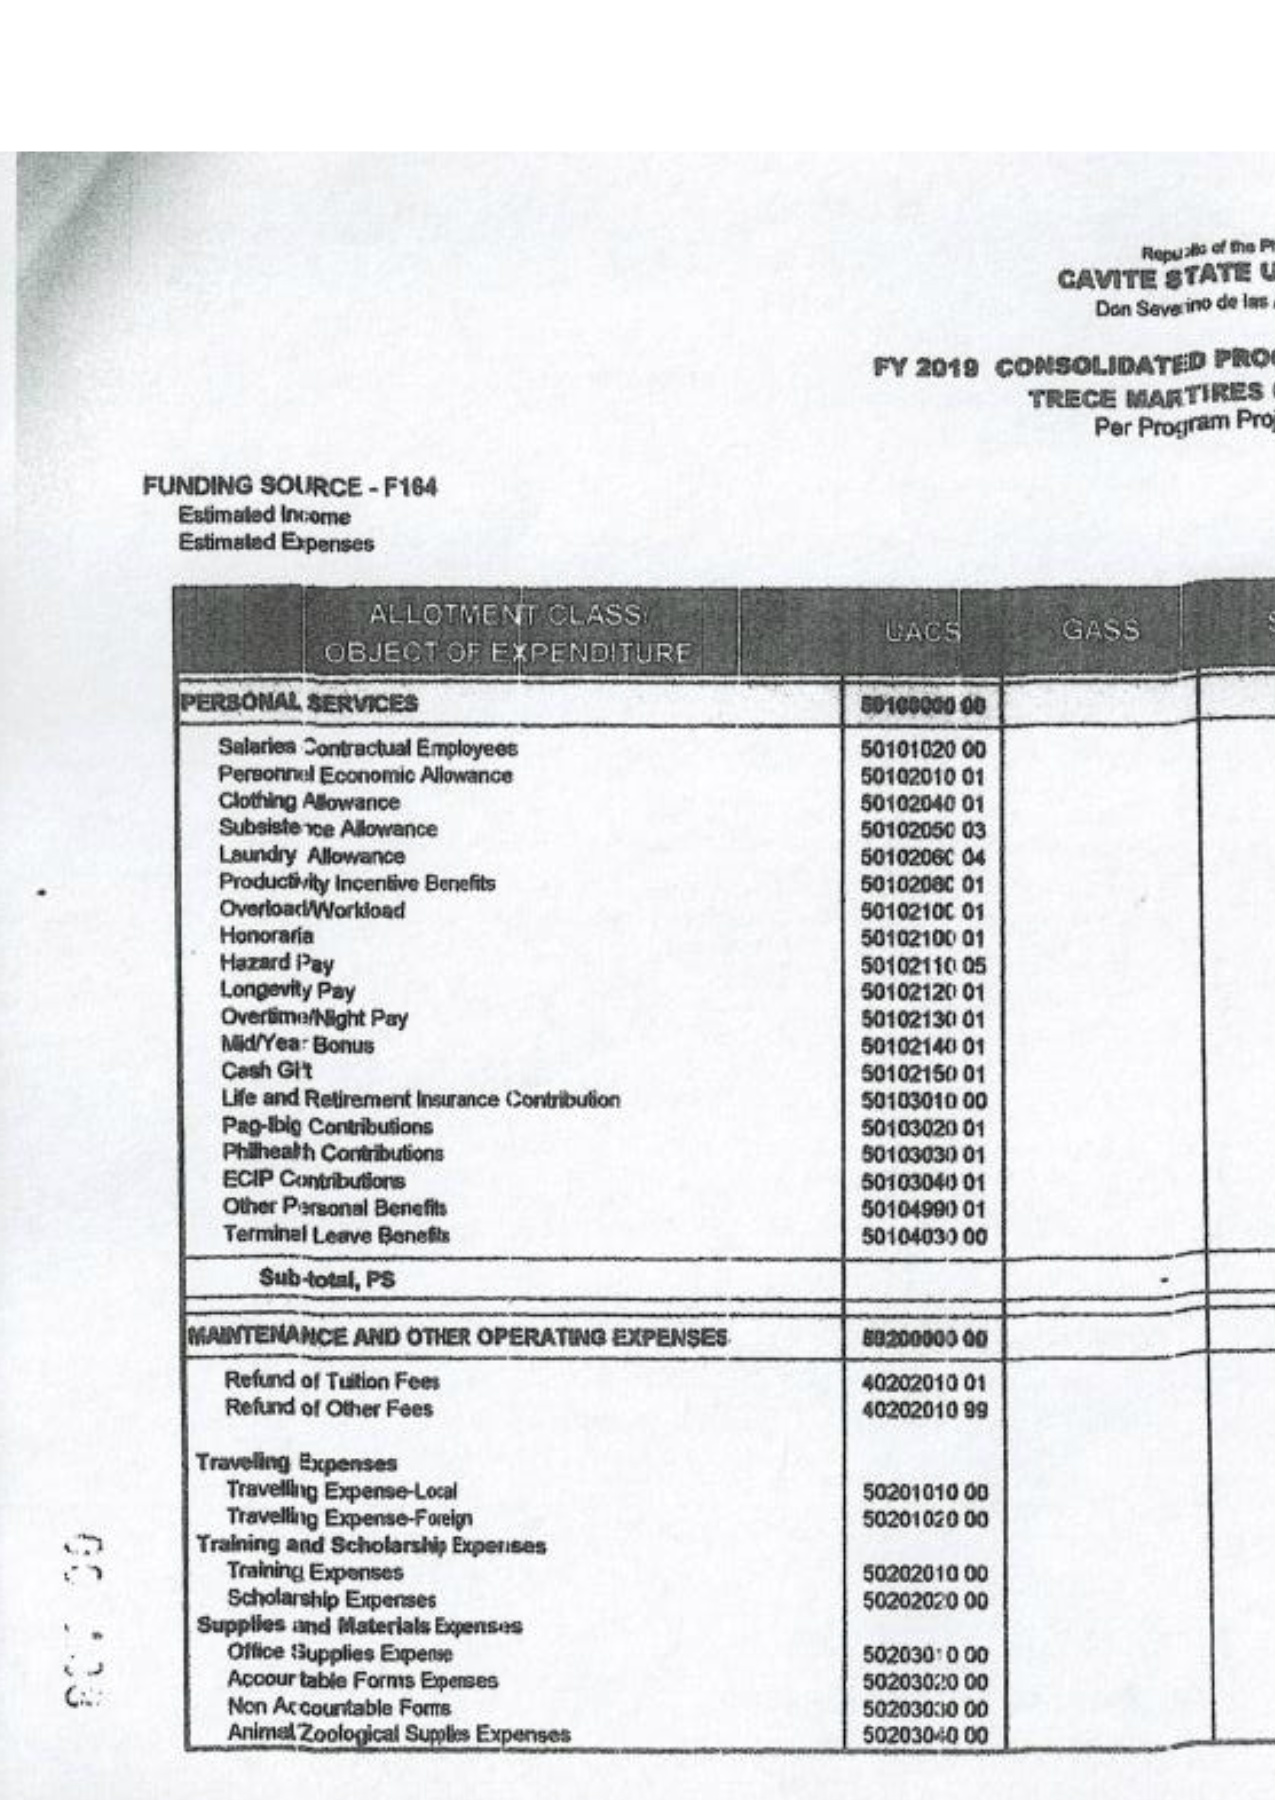 Republic of the P
CAVITE STATE U
Don Severino de las
FY 2019 CONSOLIDATED PROG
TRECE MARTIRES
Per Program Proj
FUNDING SOURCE - F164
Estimated Income
Estimated Expenses
ALLOTMENT CLASS/ UACS GASS S
OBJECT OF EXPENDITURE
PERSONAL SERVICES 50100000 00
Salaries Contractual Employees 50101020 00
Personnel Economic Allowance 50102010 01
Clothing Allowance 50102040 01
Subsistence Allowance 50102050 03
Laundry Allowance 50102060 04
Productivity Incentive Benefits 50102080 01
Overload/Workload 50102100 01
Honoraria 50102100 01
Hazard Pay 50102110 05
Longevity Pay 50102120 01
Overtime/Night Pay 50102130 01
Mid/Year Bonus 50102140 01
Cash Gift 50102150 01
Life and Retirement Insurance Contribution 50103010 00
Pag-ibig Contributions 50103020 01
Philhealth Contributions 50103030 01
ECIP Contributions 50103040 01
Other Personal Benefits 50104990 01
Terminal Leave Benefits 50104030 00
Sub-total, PS -
MAINTENANCE AND OTHER OPERATING EXPENSES 50200000 00
Refund of Tuition Fees 40202010 01
Refund of Other Fees 40202010 99
Traveling Expenses
Travelling Expense-Local 50201010 00
Travelling Expense-Foreign 50201020 00
Training and Scholarship Expenses
Training Expenses 50202010 00
Scholarship Expenses 50202020 00
Supplies and Materials Expenses
Office Supplies Expense 50203010 00
Accountable Forms Expenses 50203020 00
Non Accountable Forms 50203030 00
Animal/Zoological Supplies Expenses 50203040 00